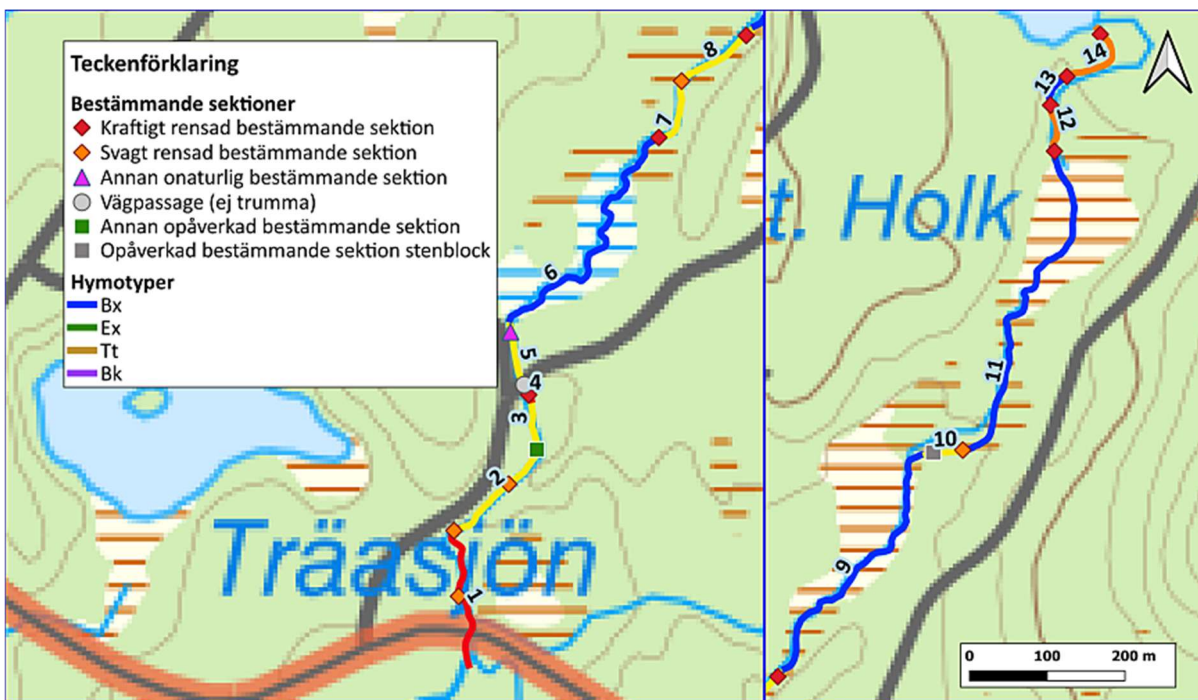 Teckenförklaring
Bestämmande sektioner
Kraftigt rensad bestämmande sektion
Svagt rensad bestämmande sektion
Annan onaturlig bestämmande sektion
Vägpassage (ej trumma)
Annan opåverkad bestämmande sektion
Opåverkad bestämmande sektion stenblock
Hymotyper
Bx
Ex
Tt
Bk
8
7
6
5
4
3
2
Träasjön
1
14
13
12
t. Holk
11
10
9
0 100 200 m